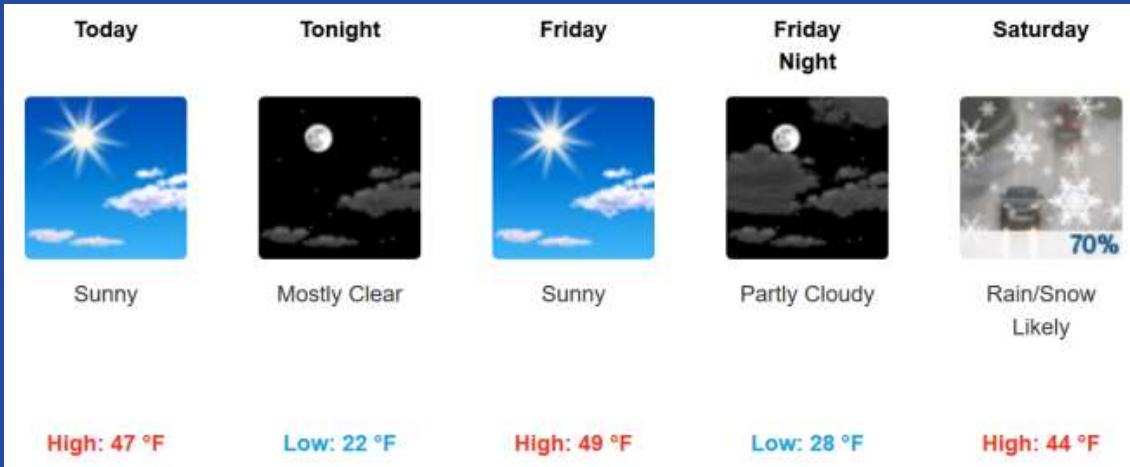 Today
Tonight
Friday
Friday
Night
Saturday
70%
Sunny
Mostly Clear
Sunny
Partly Cloudy
Rain/Snow
Likely
High: 47 °F
Low: 22 °F
High: 49 °F
Low: 28 °F
High: 44 °F